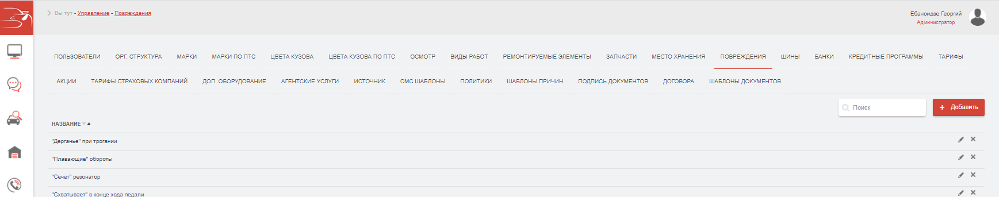 Вы тут - Управление - Повреждения
Ебаноидзе Георгий
Администратор
ПОЛЬЗОВАТЕЛИ ОРГ. СТРУКТУРА МАРКИ МАРКИ ПО ПТС ЦВЕТА КУЗОВА ЦВЕТА КУЗОВА ПО ПТС ОСМОТР ВИДЫ РАБОТ РЕМОНТИРУЕМЫЕ ЭЛЕМЕНТЫ ЗАПЧАСТИ МЕСТО ХРАНЕНИЯ ПОВРЕЖДЕНИЯ ШИНЫ БАНКИ КРЕДИТНЫЕ ПРОГРАММЫ ТАРИФЫ
АКЦИИ ТАРИФЫ СТРАХОВЫХ КОМПАНИЙ ДОП. ОБОРУДОВАНИЕ АГЕНТСКИЕ УСЛУГИ ИСТОЧНИК СМС ШАБЛОНЫ ПОЛИТИКИ ШАБЛОНЫ ПРИЧИН ПОДПИСЬ ДОКУМЕНТОВ ДОГОВОРА ШАБЛОНЫ ДОКУМЕНТОВ
Поиск
+ Добавить
НАЗВАНИЕ
"Дерганье" при трогании
"Плавающие" обороты
"Сечет" резонатор
"Схватывает" в конце хода педали